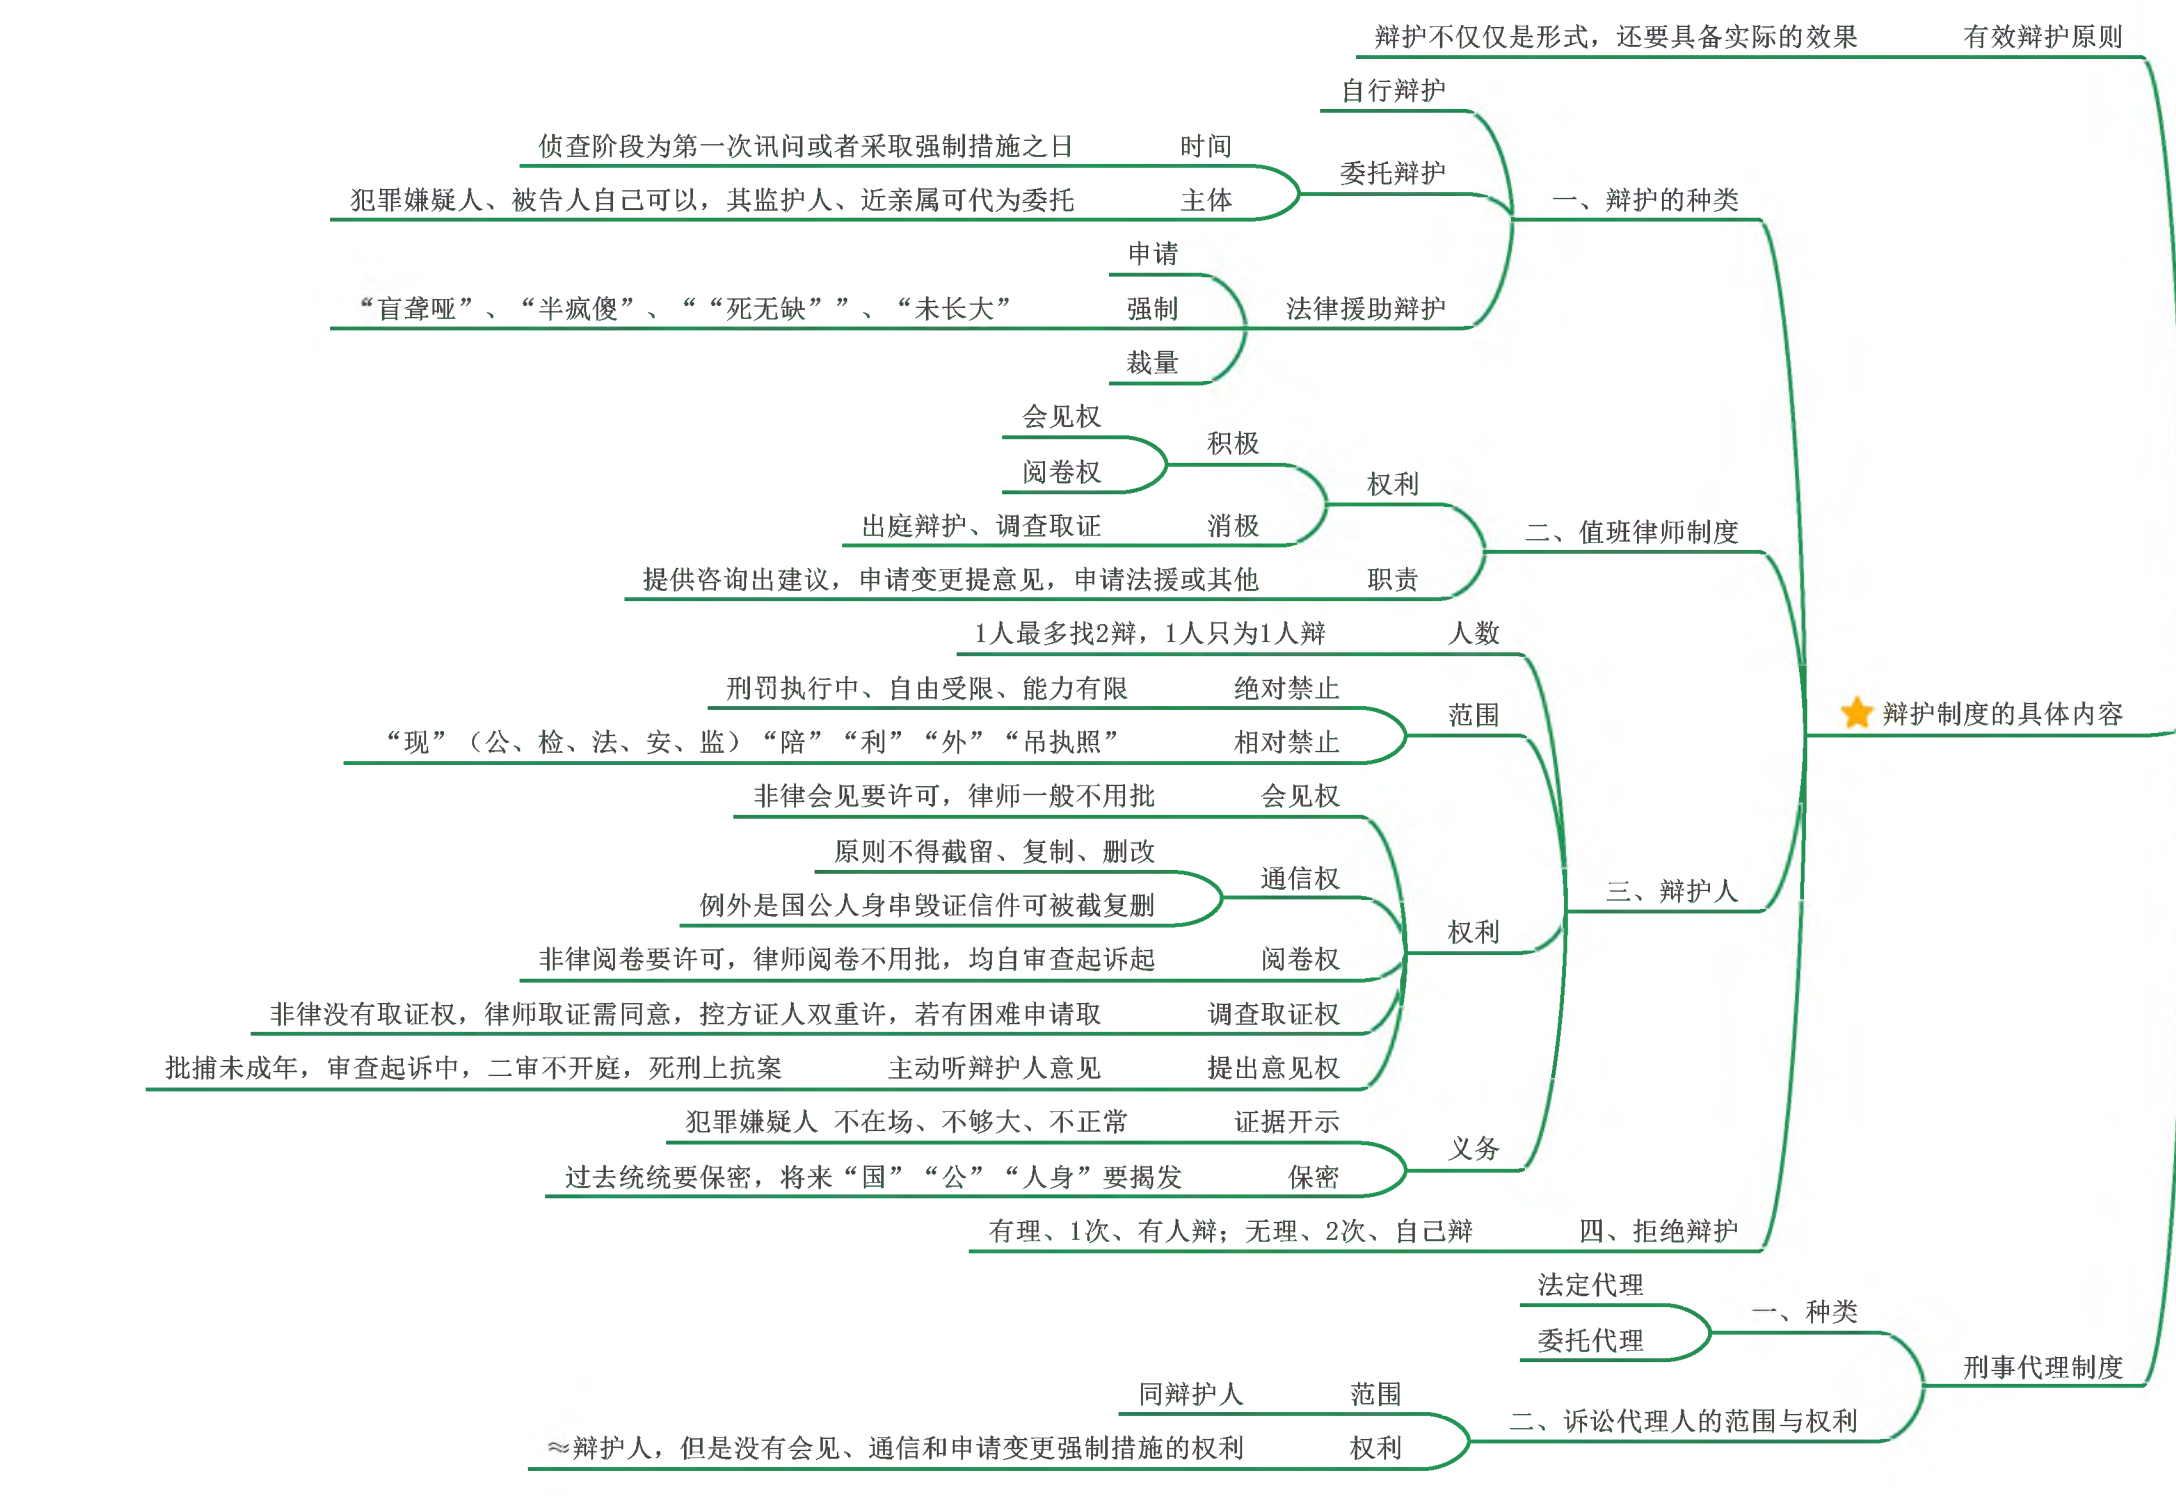 辩护不仅仅是形式，还要具备实际的效果 有效辩护原则
自行辩护
侦查阶段为第一次讯问或者采取强制措施之日 时间
委托辩护
犯罪嫌疑人、被告人自己可以，其监护人、近亲属可代为委托 主体
一、辩护的种类
申请
“盲聋哑”、“半疯傻”、““死无缺””、“未长大” 强制 法律援助辩护
裁量
会见权
积极
阅卷权
权利
出庭辩护、调查取证 消极
二、值班律师制度
提供咨询出建议，申请变更提意见，申请法援或其他 职责
1人最多找2辩，1人只为1人辩 人数
刑罚执行中、自由受限、能力有限 绝对禁止
范围
辩护制度的具体内容
“现”（公、检、法、安、监）“陪”“利”“外”“吊执照” 相对禁止
非律会见要许可，律师一般不用批 会见权
原则不得截留、复制、删改
通信权
三、辩护人
例外是国公人身串毁证信件可被截复删
权利
非律阅卷要许可，律师阅卷不用批，均自审查起诉起 阅卷权
非律没有取证权，律师取证需同意，控方证人双重许，若有困难申请取 调查取证权
批捕未成年，审查起诉中，二审不开庭，死刑上抗案 主动听辩护人意见 提出意见权
犯罪嫌疑人 不在场、不够大、不正常 证据开示
义务
过去统统要保密，将来“国”“公”“人身”要揭发 保密
有理、1次、有人辩；无理、2次、自己辩 四、拒绝辩护
法定代理
一、种类
委托代理
刑事代理制度
同辩护人 范围
二、诉讼代理人的范围与权利
≈辩护人，但是没有会见、通信和申请变更强制措施的权利 权利